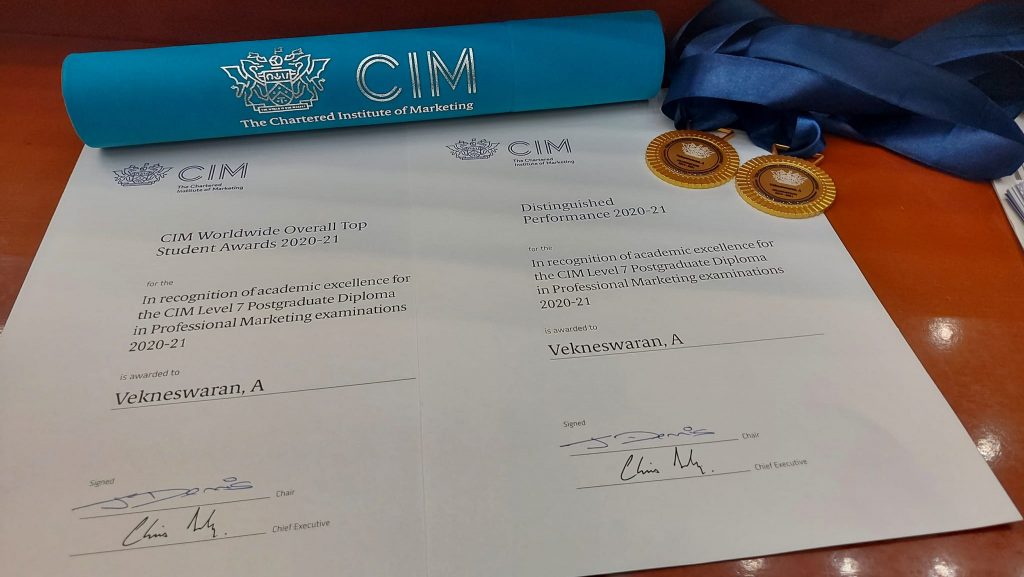 CIM
The Chartered Institute of Marketing
CIM
The Chartered
Institute of Marketing
CIM Worldwide Overall Top
Student Awards 2020-21
for the
In recognition of academic excellence for
the CIM Level 7 Postgraduate Diploma
in Professional Marketing examinations
2020-21
is awarded to
Vekneswaran, A
Signed
Chair
Chief Executive
CIM
The Chartered
Institute of Marketing
Distinguished
Performance 2020-21
for the
In recognition of academic excellence for
the CIM Level 7 Postgraduate Diploma
in Professional Marketing examinations
2020-21
is awarded to
Vekneswaran, A
Signed
Chair
Chief Executive